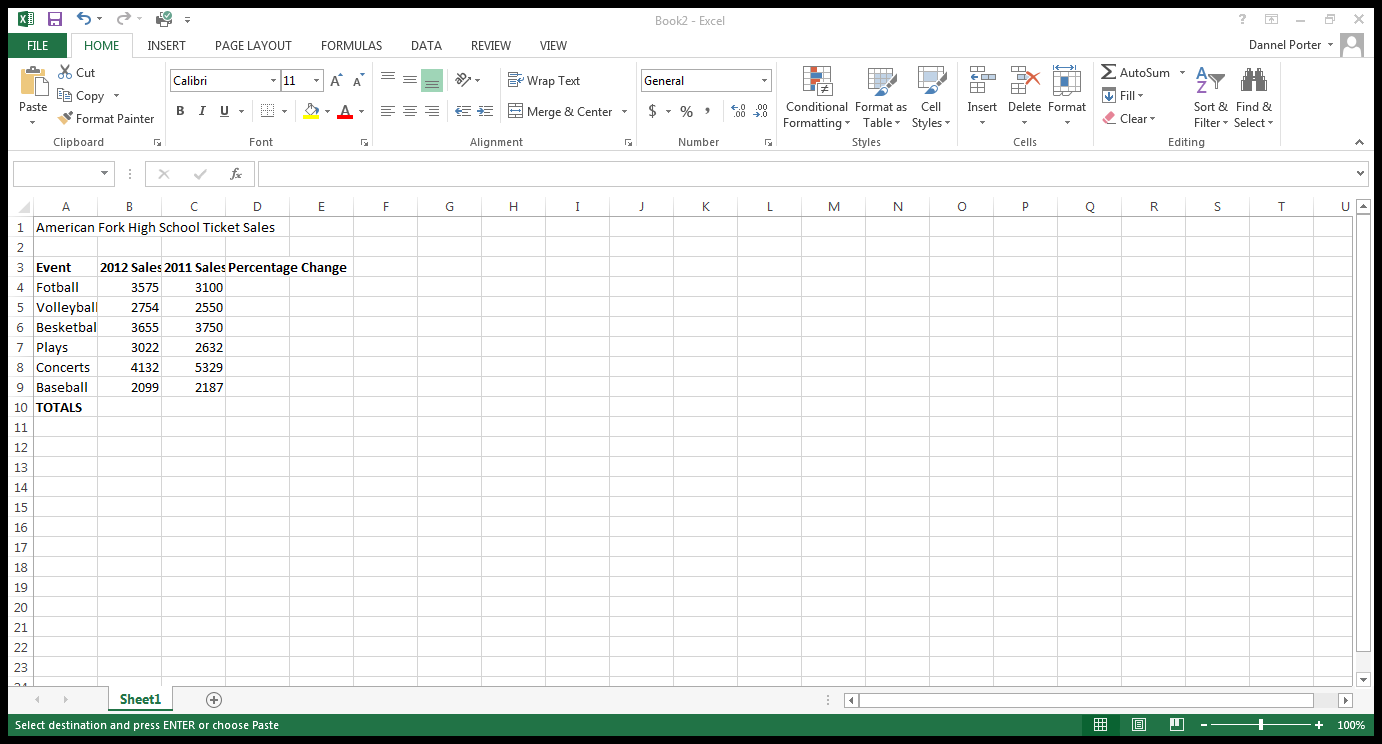 Book2 - Excel
?
FILE HOME INSERT PAGE LAYOUT FORMULAS DATA REVIEW VIEW Dannel Porter
Cut
Copy
Format Painter
Paste
Clipboard
Calibri 11 A A
B I U A
Font
Wrap Text
Merge & Center
Alignment
General
$ % , .00 .00
Number
Conditional Formatting
Format as Table
Cell Styles
Styles
Insert Delete Format
Cells
AutoSum
Fill
Clear
Sort & Filter
Find & Select
Editing
fx
A B C D E F G H I J K L M N O P Q R S T U
1 American Fork High School Ticket Sales
2
3 Event 2012 Sales 2011 Sales Percentage Change
4 Fotball 3575 3100
5 Volleyball 2754 2550
6 Besketbal 3655 3750
7 Plays 3022 2632
8 Concerts 4132 5329
9 Baseball 2099 2187
10 TOTALS
11
12
13
14
15
16
17
18
19
20
21
22
23
24
Sheet1
Select destination and press ENTER or choose Paste 100%